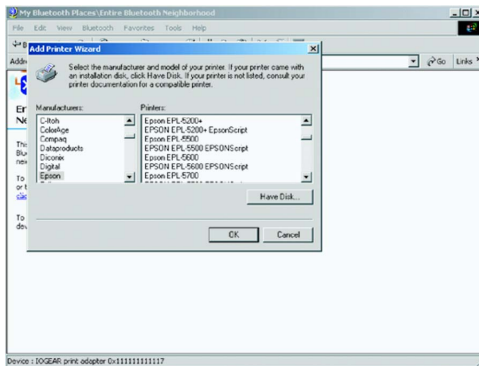 My Bluetooth Places\Entire Bluetooth Neighborhood
File Edit View Bluetooth Favorites Tools Help
Add Printer Wizard
Go Links
Select the manufacturer and model of your printer. If your printer came with
an installation disk, click Have Disk. If your printer is not listed, consult your
printer documentation for a compatible printer.
Manufacturers:
C-Itoh
ColorAge
Compaq
Dataproducts
Diconix
Digital
Epson
Printers:
Epson EPL-5200+
EPSON EPL-5200+ EpsonScript
Epson EPL-5500
EPSON EPL-5500 EPSONScript
Epson EPL-5600
EPSON EPL-5600 EPSONScript
Epson EPL-5700
Have Disk...
OK Cancel
Device : IOGEAR print adapter 0x111111111117